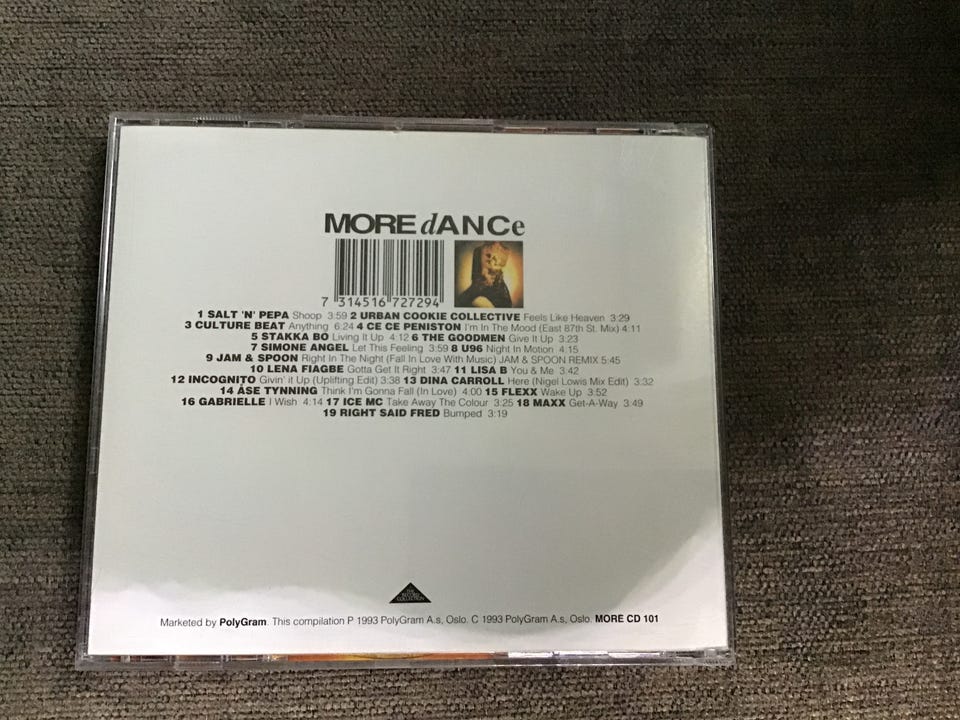 MORE dANCe
7 314516 727294
1 SALT 'N' PEPA Shoop 3:59 2 URBAN COOKIE COLLECTIVE Feels Like Heaven 3:29
3 CULTURE BEAT Anything 6:24 4 CE CE PENISTON I'm In The Mood (East 87th St. Mix) 4:11
5 STAKKA BO Living It Up 4:12 6 THE GOODMEN Give It Up 3:23
7 SIMONE ANGEL Let This Feeling 3:59 8 U96 Night In Motion 4:15
9 JAM & SPOON Right In The Night (Fall In Love With Music) JAM & SPOON REMIX 5:45
10 LENA FIAGBE Gotta Get It Right 3:47 11 LISA B You & Me 3:42
12 INCOGNITO Givin' it Up (Uplifting Edit) 3:38 13 DINA CARROLL Here (Nigel Lowis Mix Edit) 3:32
14 ÅSE TYNNING Think I'm Gonna Fall (In Love) 4:00 15 FLEXX Wake Up 3:52
16 GABRIELLE I Wish 4:14 17 ICE MC Take Away The Colour 3:25 18 MAXX Get-A-Way 3:49
19 RIGHT SAID FRED Bumped 3:19
RECORD
COLLECTION
Marketed by PolyGram. This compilation P 1993 PolyGram A.s, Oslo. C 1993 PolyGram A.s, Oslo. MORE CD 101